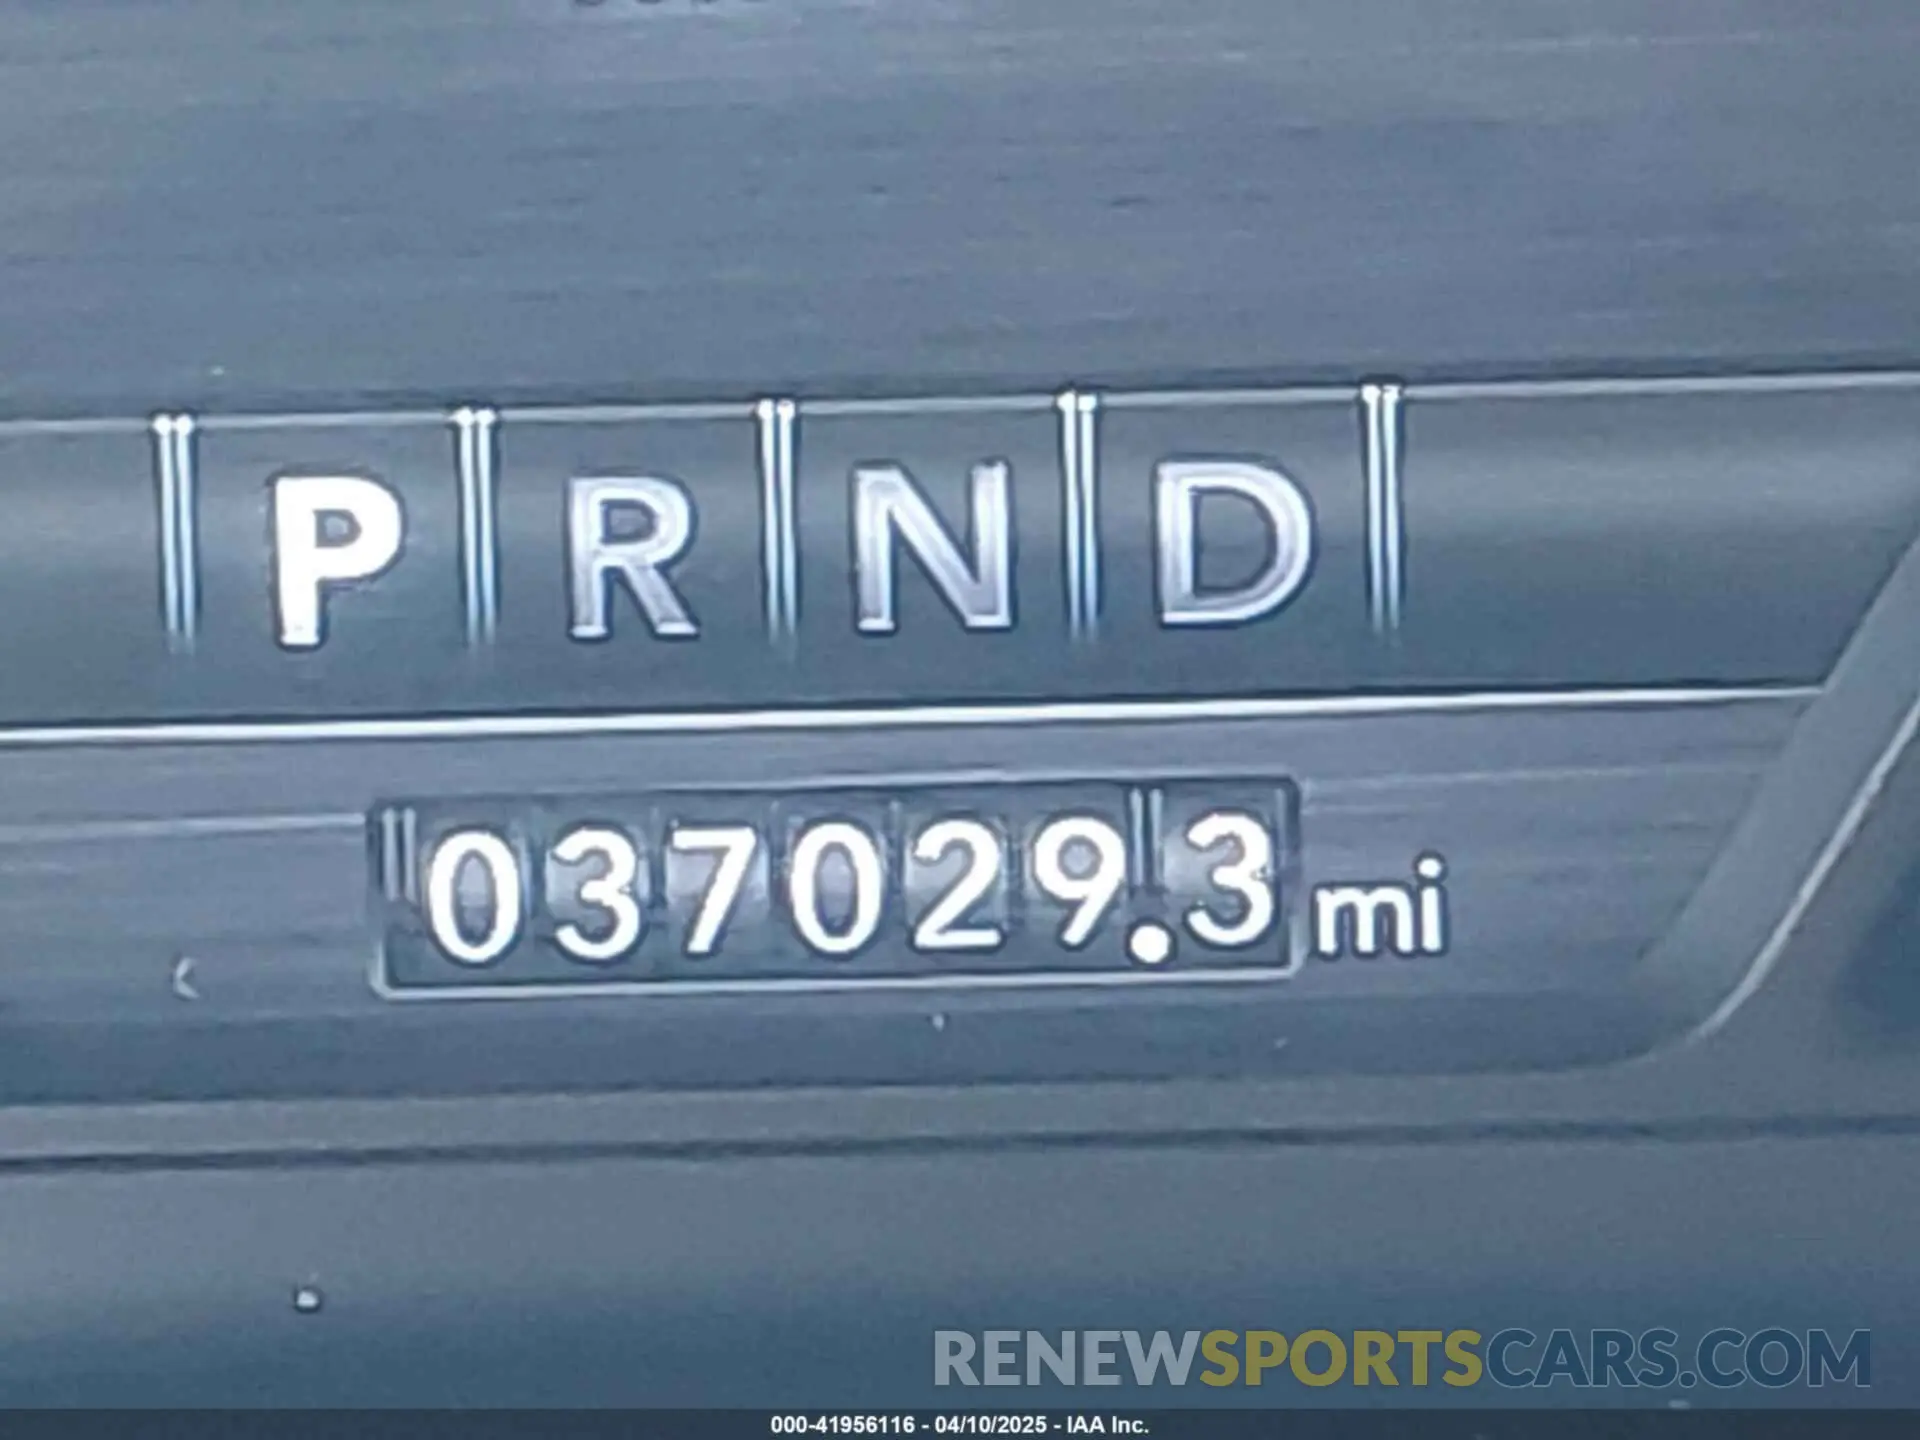 P R N D
037029.3 mi
RENEWSPORTSCARS.COM
000-41956116 - 04/10/2025 - IAA Inc.